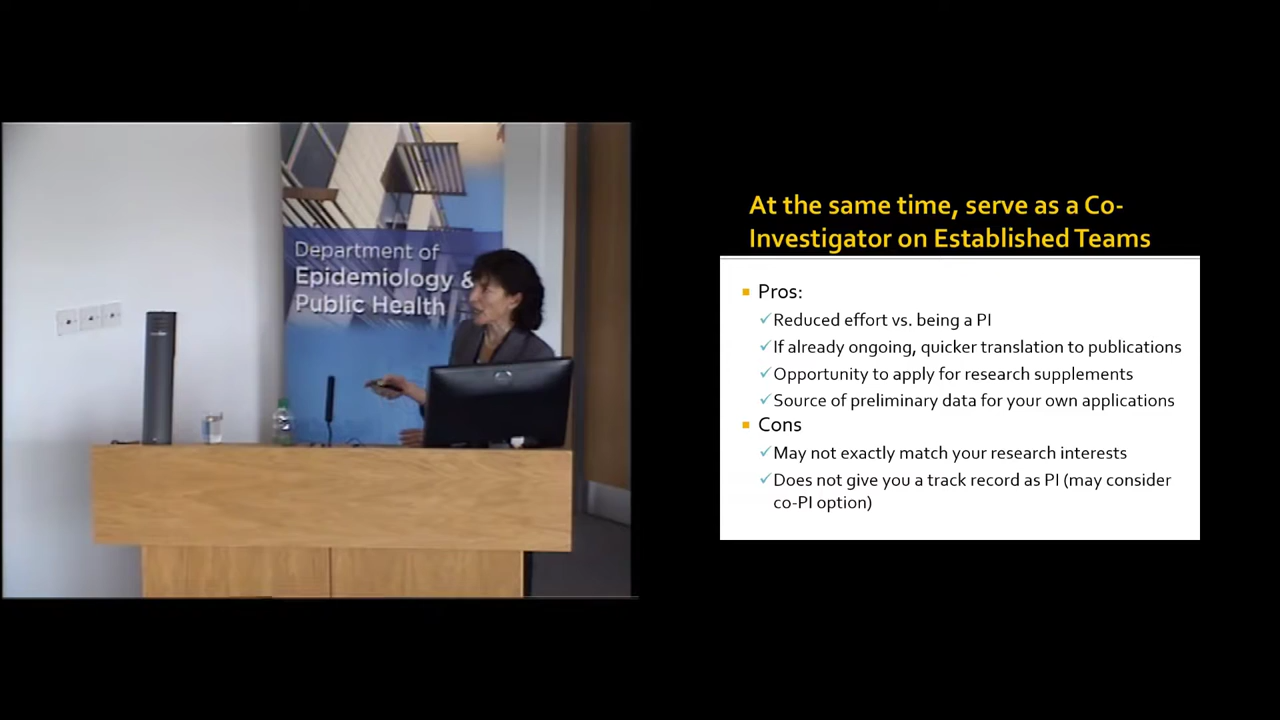 Department of
Epidemiology &
Public Health
At the same time, serve as a Co-
Investigator on Established Teams
Pros:
Reduced effort vs. being a PI
If already ongoing, quicker translation to publications
Opportunity to apply for research supplements
Source of preliminary data for your own applications
Cons
May not exactly match your research interests
Does not give you a track record as PI (may consider
co-PI option)